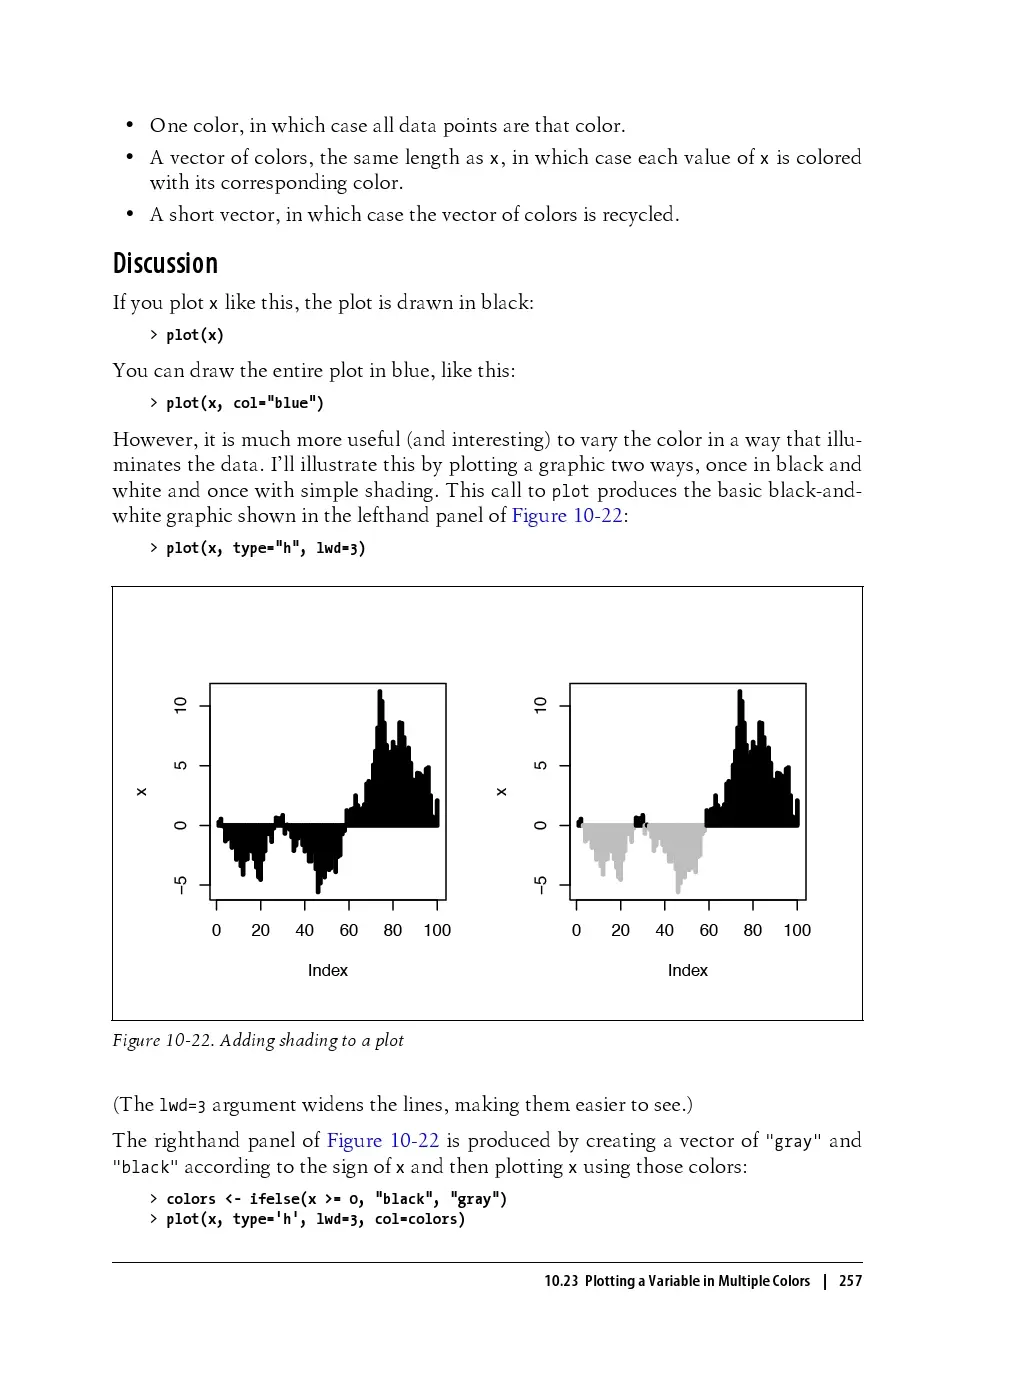 • One color, in which case all data points are that color.
• A vector of colors, the same length as x, in which case each value of x is colored
with its corresponding color.
• A short vector, in which case the vector of colors is recycled.
Discussion
If you plot x like this, the plot is drawn in black:
> plot(x)
You can draw the entire plot in blue, like this:
> plot(x, col="blue")
However, it is much more useful (and interesting) to vary the color in a way that illu-
minates the data. I'll illustrate this by plotting a graphic two ways, once in black and
white and once with simple shading. This call to plot produces the basic black-and-
white graphic shown in the lefthand panel of Figure 10-22:
> plot(x, type="h", lwd=3)
10
5
0
−5
x
0 20 40 60 80 100
Index
10
5
0
−5
x
0 20 40 60 80 100
Index
Figure 10-22. Adding shading to a plot
(The lwd=3 argument widens the lines, making them easier to see.)
The righthand panel of Figure 10-22 is produced by creating a vector of "gray" and
"black" according to the sign of x and then plotting x using those colors:
> colors <- ifelse(x >= 0, "black", "gray")
> plot(x, type='h', lwd=3, col=colors)
10.23 Plotting a Variable in Multiple Colors | 257